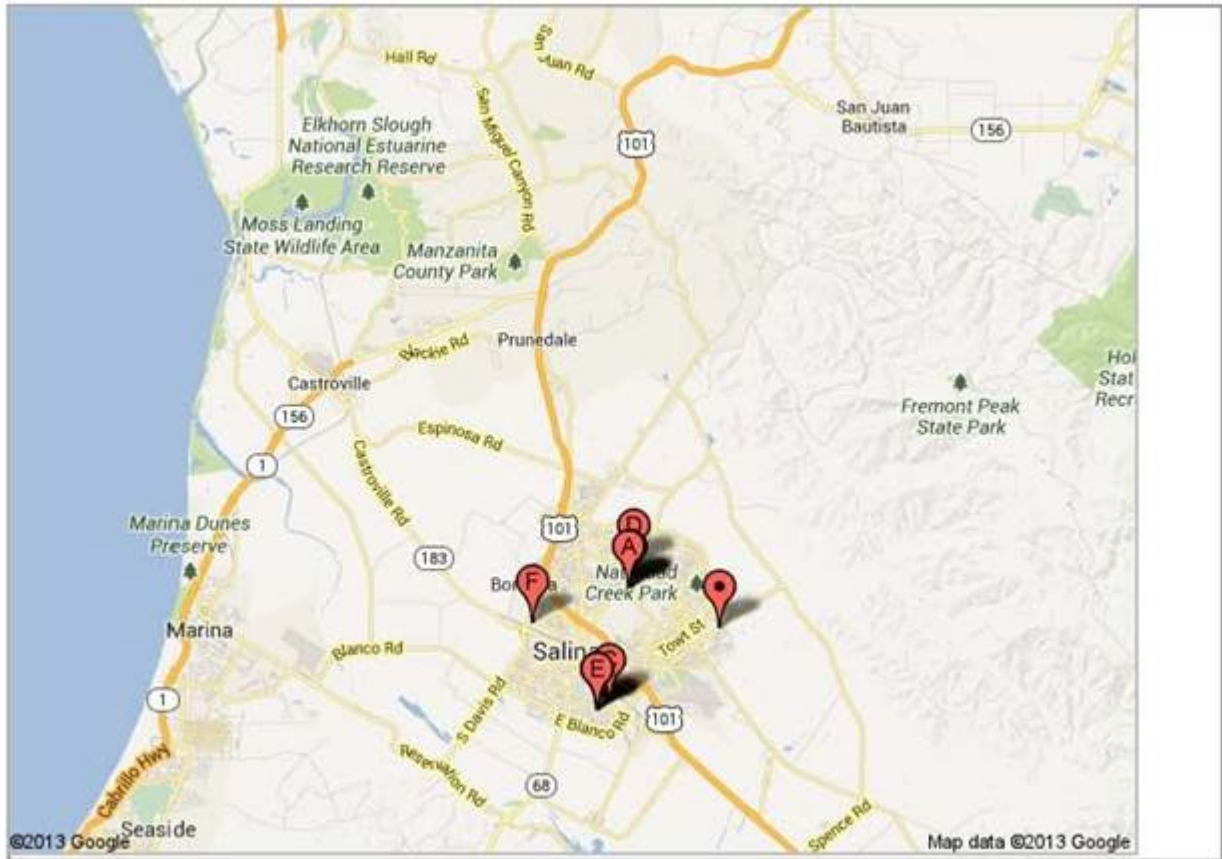 Hall Rd
San Juan Rd
San Juan
Bautista
156
Elkhorn Slough
National Estuarine
Research Reserve
San Miguel Canyon Rd
101
Moss Landing
State Wildlife Area
Manzanita
County Park
Prunedale
Castroville
156
Espinosa Rd
Fremont Peak
State Park
Stat
Recr
1
Castroville Rd
Marina Dunes
Preserve
183
101
D
A
F
Creek Park
Marina
Blanco Rd
Towt St
E
S Davis Rd
E Blanco Rd
101
1
68
Cabrillo Hwy
Seaside
Spence Rd
©2013 Google
Map data ©2013 Google